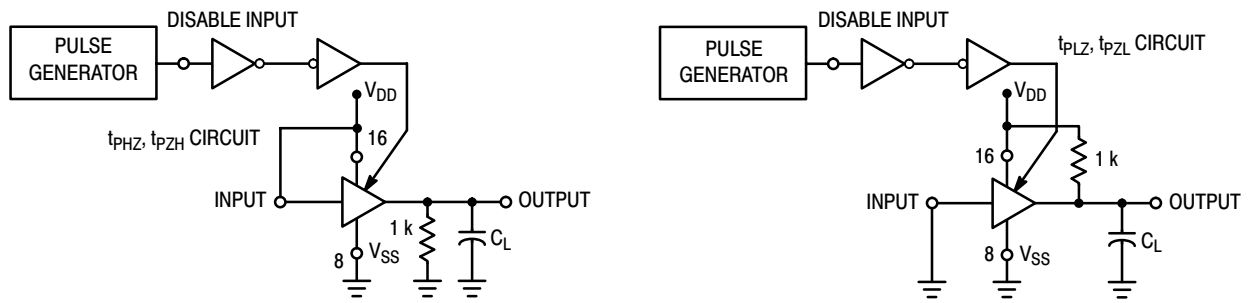 DISABLE INPUT
PULSE
GENERATOR
V_DD
t_PHZ, t_PZH CIRCUIT
16
INPUT
OUTPUT
1 k
C_L
8
V_SS
DISABLE INPUT
PULSE
GENERATOR
t_PLZ, t_PZL CIRCUIT
V_DD
16
1 k
INPUT
OUTPUT
C_L
8
V_SS